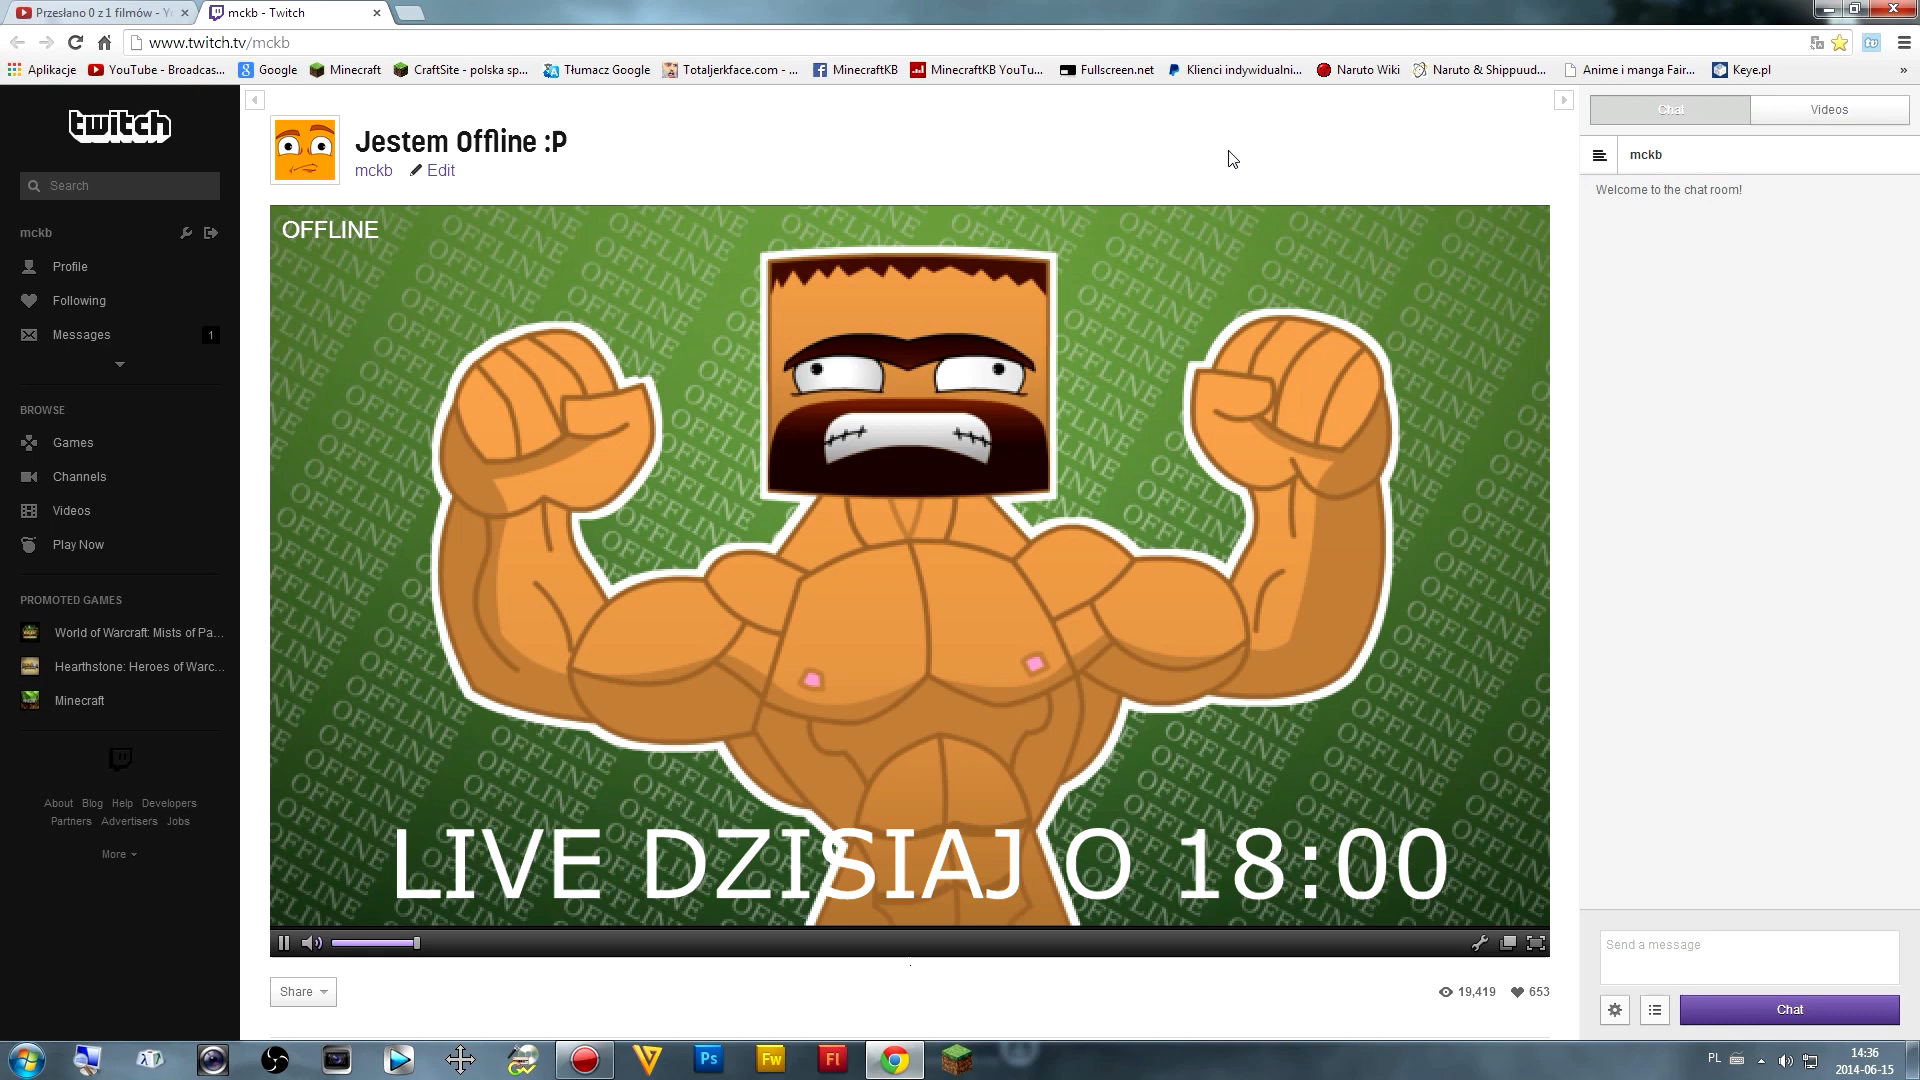 Przesłano 0 z 1 filmów - Y
mckb - Twitch
www.twitch.tv/mckb
Aplikacje
YouTube - Broadcas...
Google
Minecraft
CraftSite - polska sp...
Tłumacz Google
Totaljerkface.com - ...
MinecraftKB
MinecraftKB YouTu...
Fullscreen.net
Klienci indywidualni...
Naruto Wiki
Naruto & Shippuud...
Anime i manga Fair...
Keye.pl
»
twitch
Search
mckb
Profile
Following
Messages 1
BROWSE
Games
Channels
Videos
Play Now
PROMOTED GAMES
World of Warcraft: Mists of Pa...
Hearthstone: Heroes of Warc...
Minecraft
About Blog Help Developers
Partners Advertisers Jobs
More
Jestem Offline :P
mckb Edit
OFFLINE
LIVE DZISIAJ O 18:00
Share
19,419 653
Chat Videos
mckb
Welcome to the chat room!
Send a message
Chat
Ps Fw Fl
PL
14:36
2014-06-15